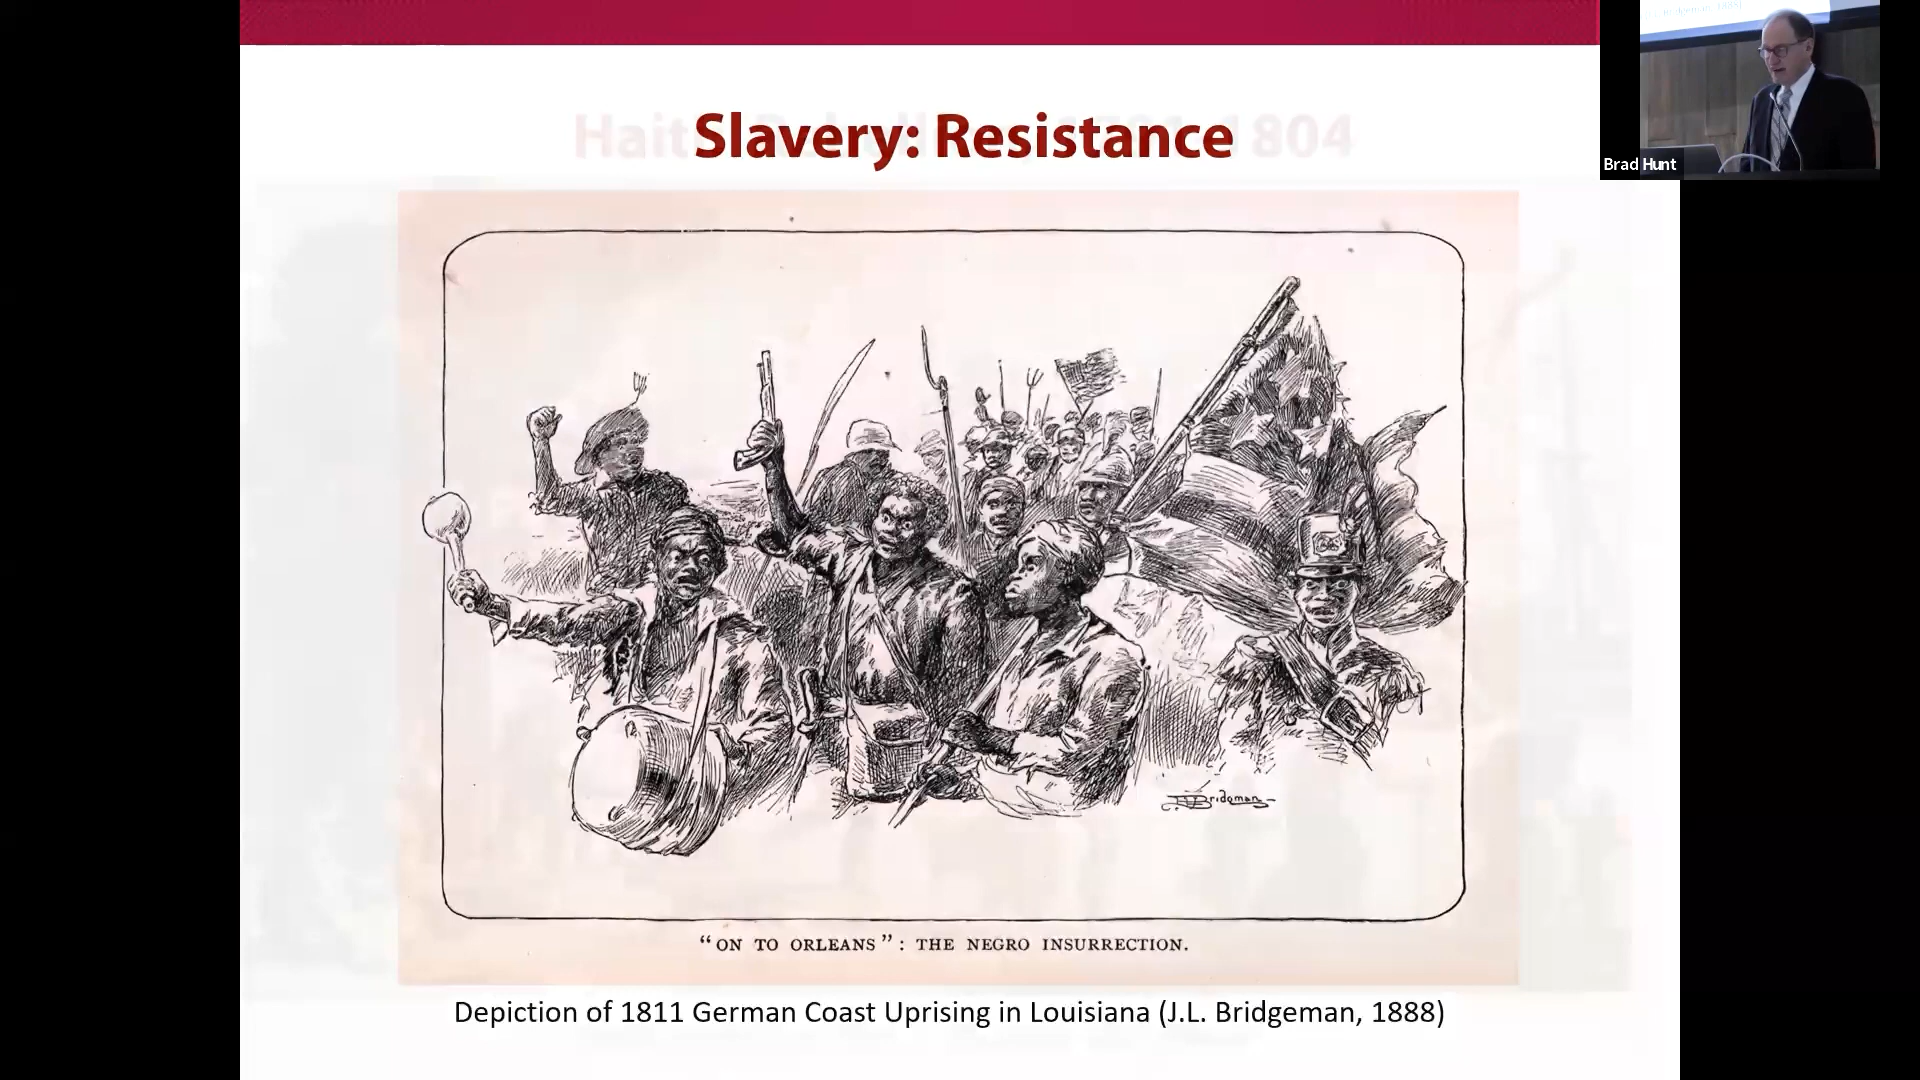 Slavery: Resistance
Brad Hunt
Bridgman
"ON TO ORLEANS": THE NEGRO INSURRECTION.
Depiction of 1811 German Coast Uprising in Louisiana (J.L. Bridgeman, 1888)